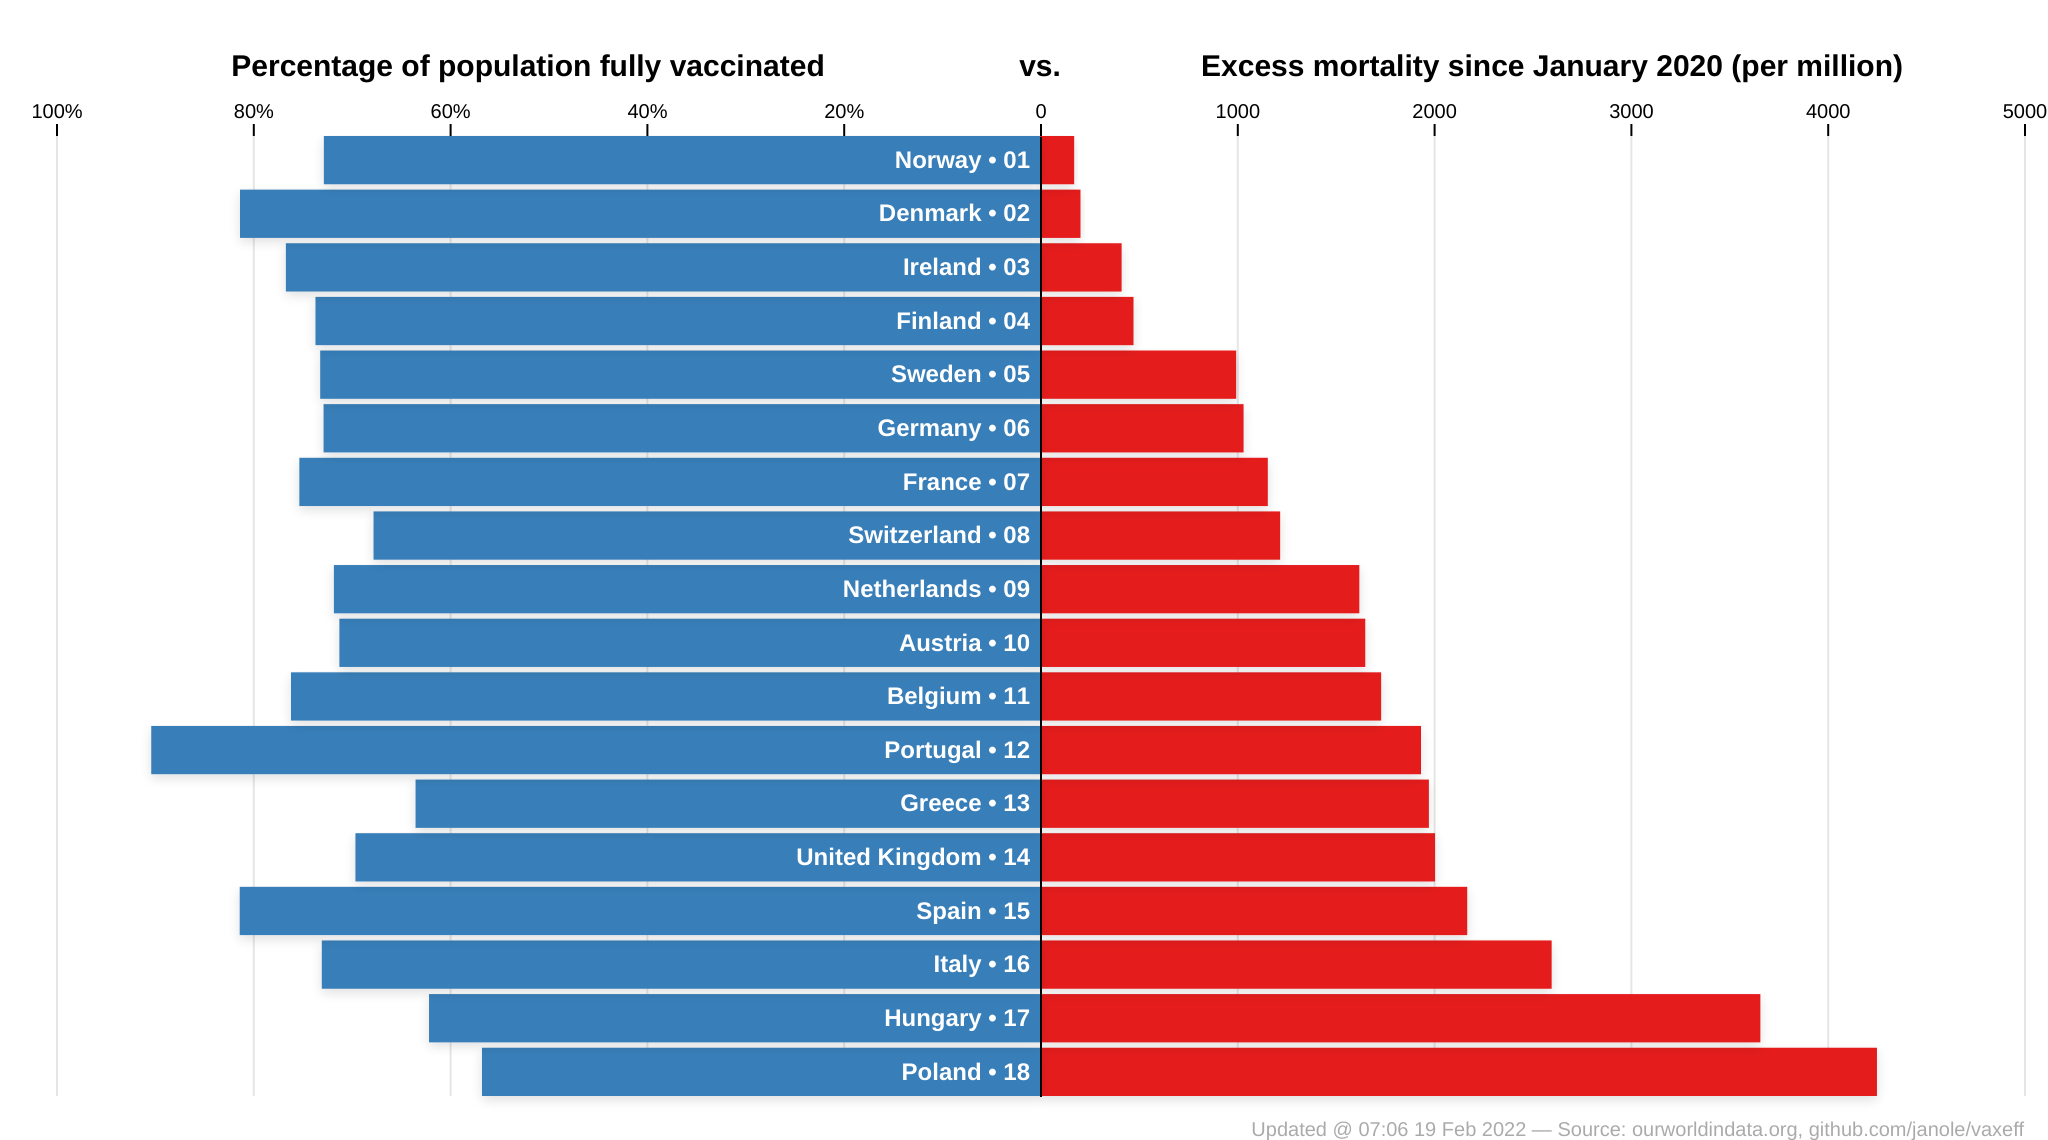 Percentage of population fully vaccinated vs. Excess mortality since January 2020 (per million)
100% 80% 60% 40% 20% 0 1000 2000 3000 4000 5000
Norway • 01
Denmark • 02
Ireland • 03
Finland • 04
Sweden • 05
Germany • 06
France • 07
Switzerland • 08
Netherlands • 09
Austria • 10
Belgium • 11
Portugal • 12
Greece • 13
United Kingdom • 14
Spain • 15
Italy • 16
Hungary • 17
Poland • 18
Updated @ 07:06 19 Feb 2022 — Source: ourworldindata.org, github.com/janole/vaxeff